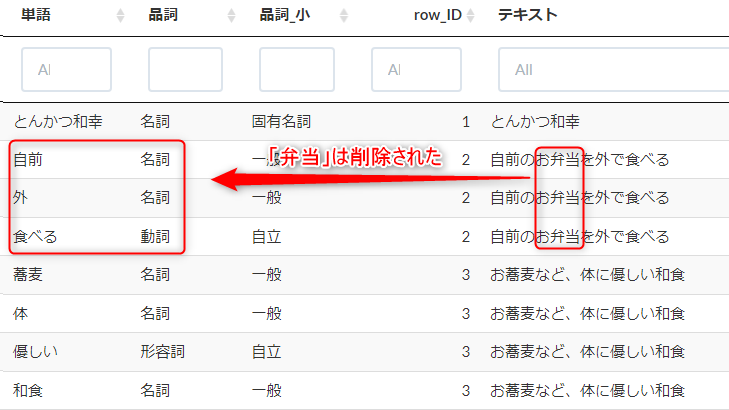 単語 品詞 品詞_小 row_ID テキスト
Al Al All
とんかつ和幸 名詞 固有名詞 1 とんかつ和幸
「弁当」は削除された
自前 名詞 一般 2 自前のお弁当を外で食べる
外 名詞 一般 2 自前のお弁当を外で食べる
食べる 動詞 自立 2 自前のお弁当を外で食べる
蕎麦 名詞 一般 3 お蕎麦など、体に優しい和食
体 名詞 一般 3 お蕎麦など、体に優しい和食
優しい 形容詞 自立 3 お蕎麦など、体に優しい和食
和食 名詞 一般 3 お蕎麦など、体に優しい和食